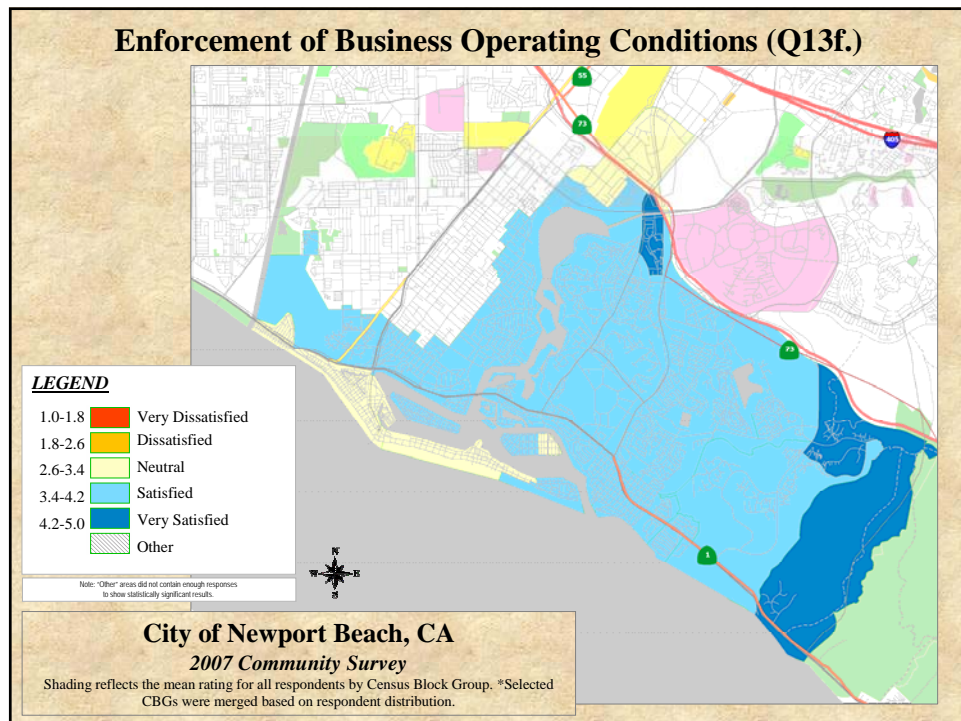 Enforcement of Business Operating Conditions (Q13f.)
55
73
405
73
1
LEGEND
1.0-1.8 Very Dissatisfied
1.8-2.6 Dissatisfied
2.6-3.4 Neutral
3.4-4.2 Satisfied
4.2-5.0 Very Satisfied
Other
Note: "Other" areas did not contain enough responses
to show statistically significant results.
N
W E
S
City of Newport Beach, CA
2007 Community Survey
Shading reflects the mean rating for all respondents by Census Block Group. *Selected
CBGs were merged based on respondent distribution.